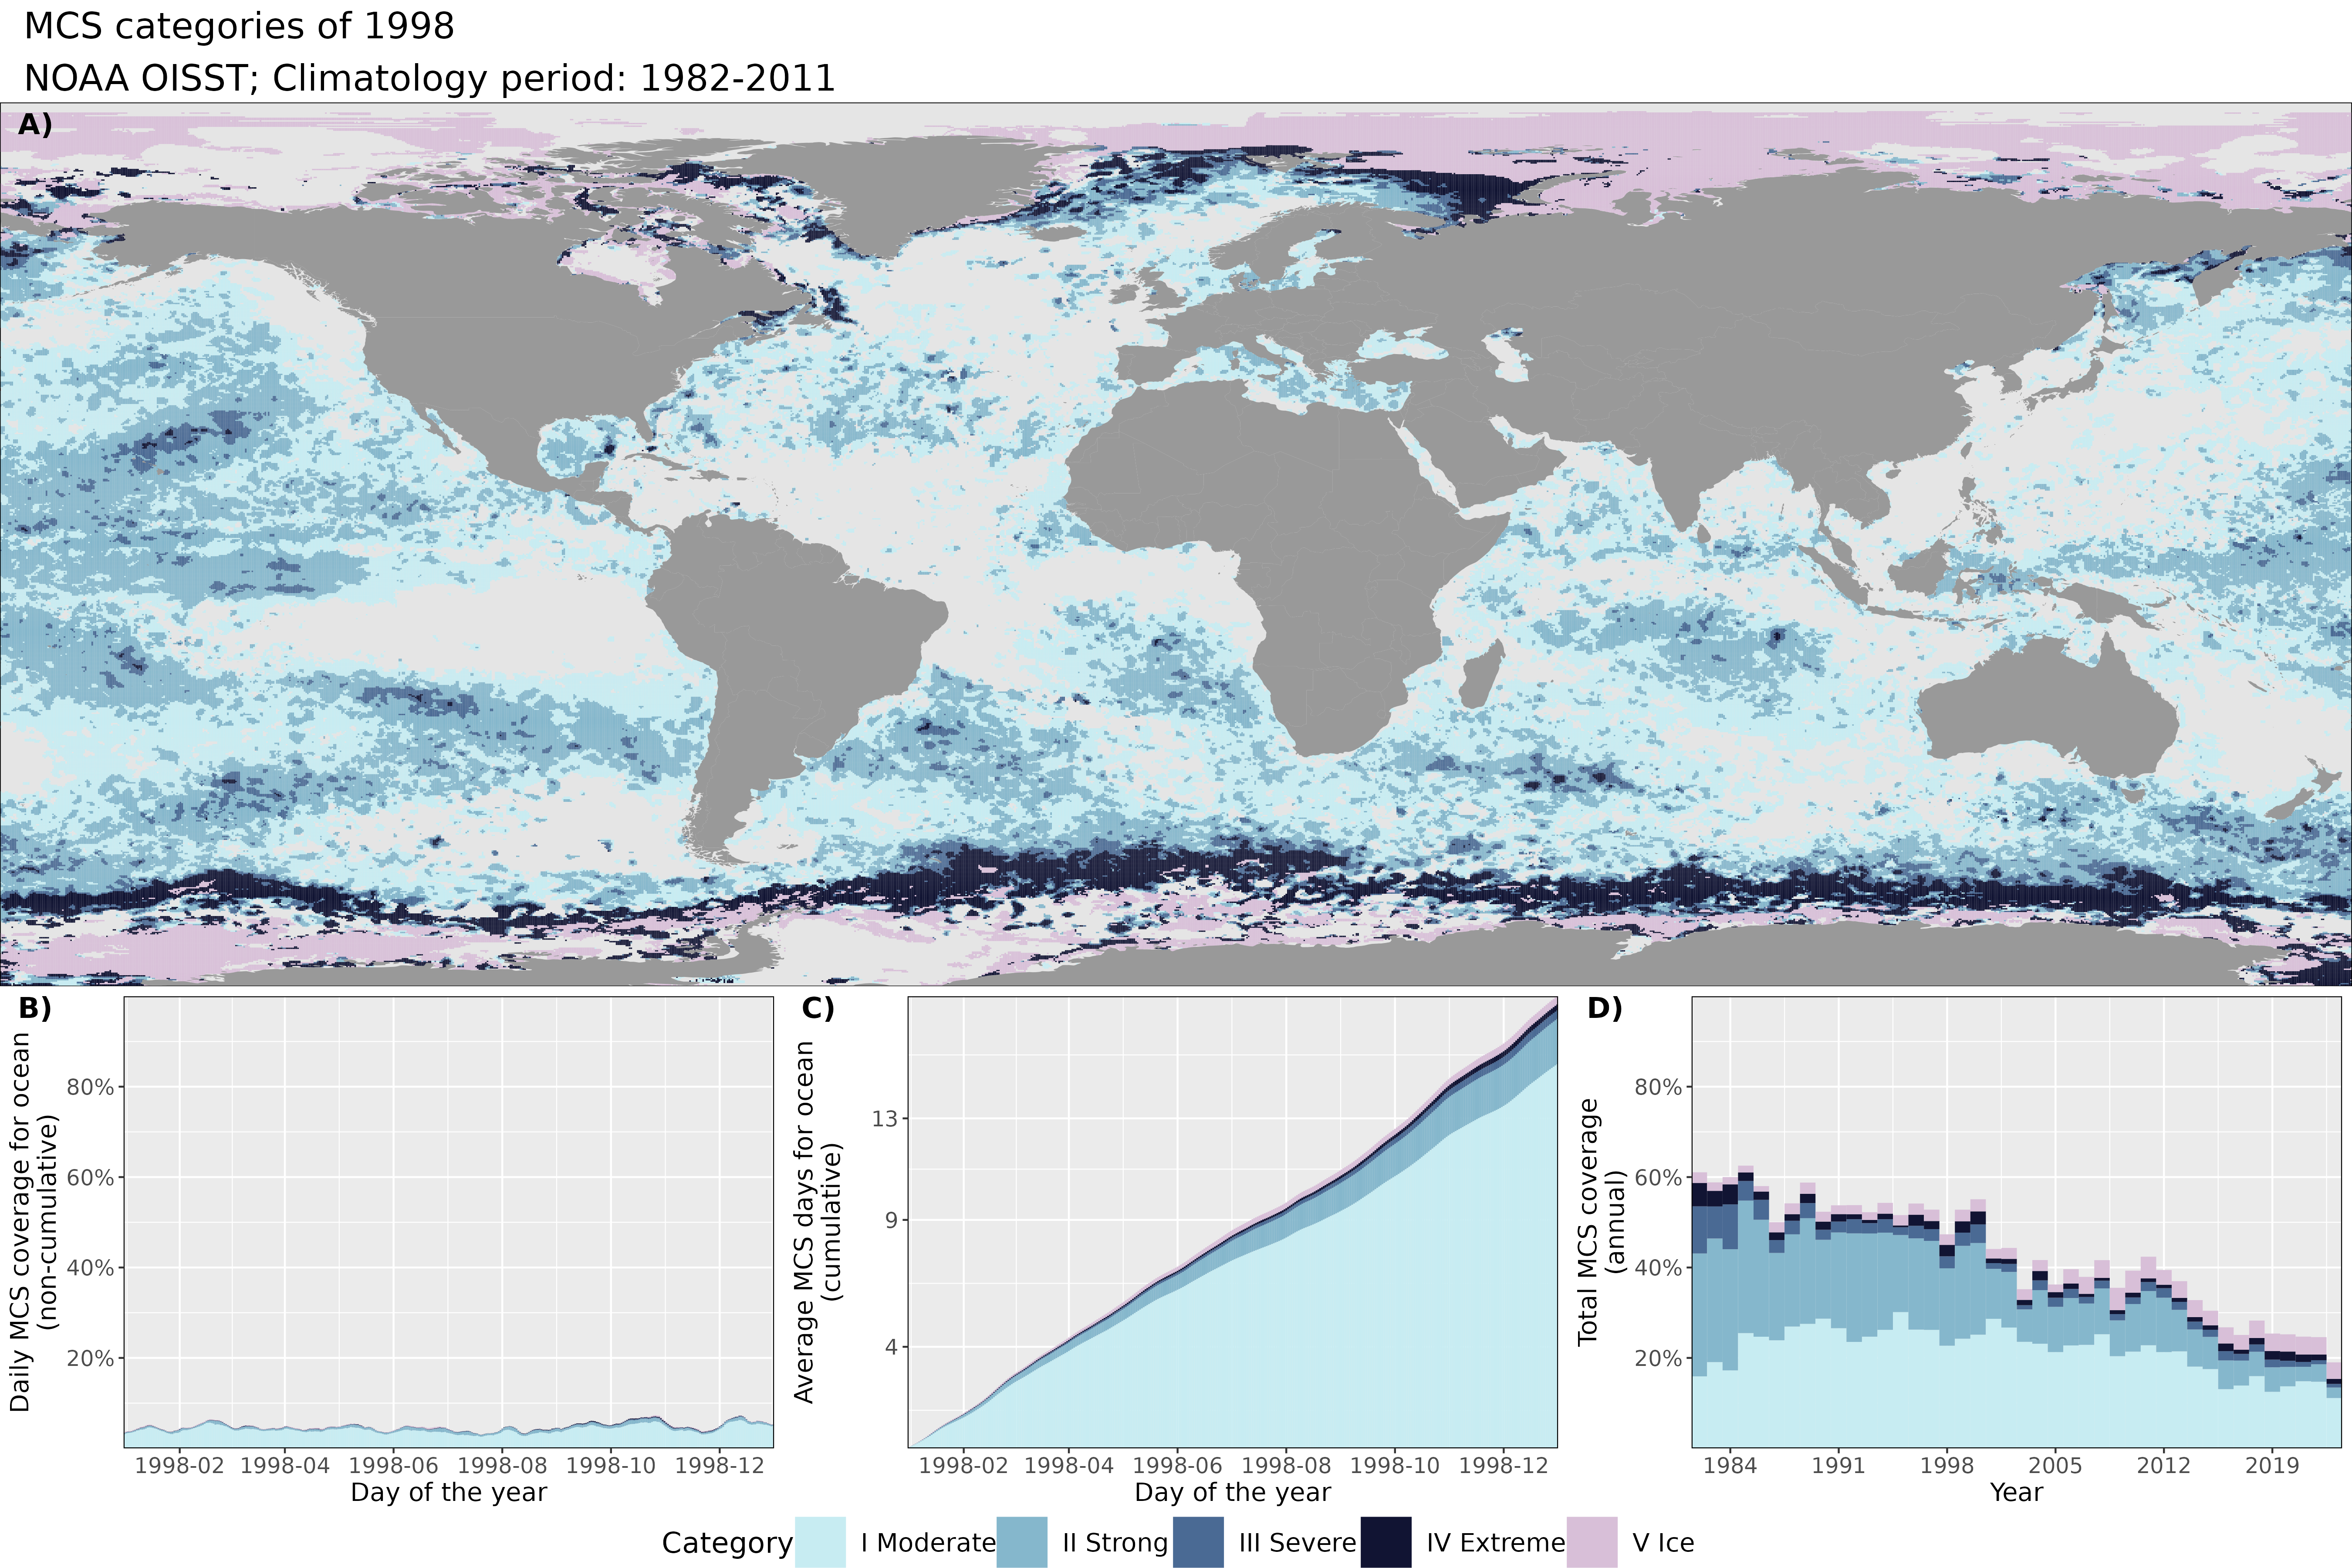 MCS categories of 1998
NOAA OISST; Climatology period: 1982-2011
A)
B)
Daily MCS coverage for ocean
(non-cumulative)
80%
60%
40%
20%
1998-02 1998-04 1998-06 1998-08 1998-10 1998-12
Day of the year
C)
Average MCS days for ocean
(cumulative)
13
9
4
1998-02 1998-04 1998-06 1998-08 1998-10 1998-12
Day of the year
D)
Total MCS coverage
(annual)
80%
60%
40%
20%
1984 1991 1998 2005 2012 2019
Year
Category I Moderate II Strong III Severe IV Extreme V Ice